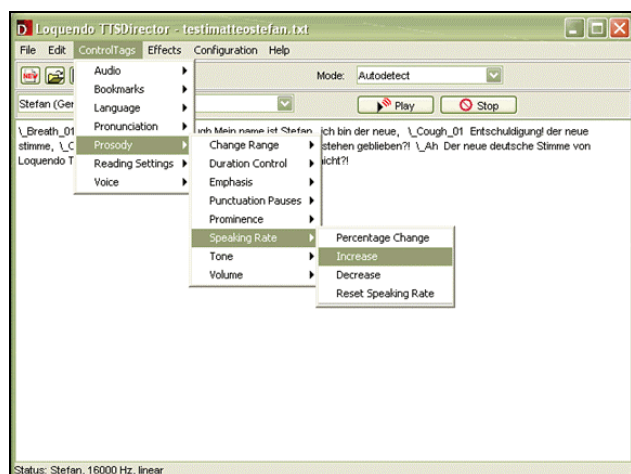 Loquendo TTSDirector - testimatteostefan.txt
File Edit ControlTags Effects Configuration Help
NEW
Mode: Autodetect
Stefan (Ger
Play
Stop
\_Breath_01
ugh Mein name ist Stefan, ich bin der neue, \_Cough_01 Entschuldigung! der neue
stimme, \_C
stehen geblieben?! \_Ah Der neue deutsche Stimme von
Loquendo T
nicht?!
Audio
Bookmarks
Language
Pronunciation
Prosody
Reading Settings
Voice
Change Range
Duration Control
Emphasis
Punctuation Pauses
Prominence
Speaking Rate
Tone
Volume
Percentage Change
Increase
Decrease
Reset Speaking Rate
Status: Stefan, 16000 Hz, linear